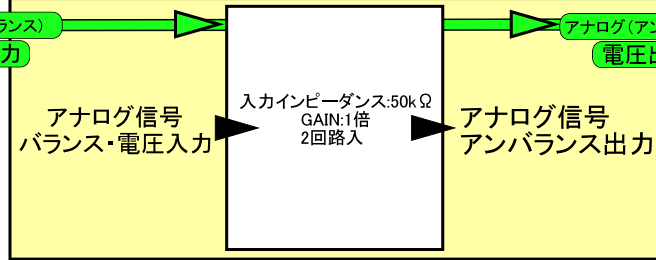 ランス)
力
アナログ(アン
電圧出
アナログ信号
バランス・電圧入力
入力インピーダンス:50kΩ
GAIN:1倍
2回路入
アナログ信号
アンバランス出力